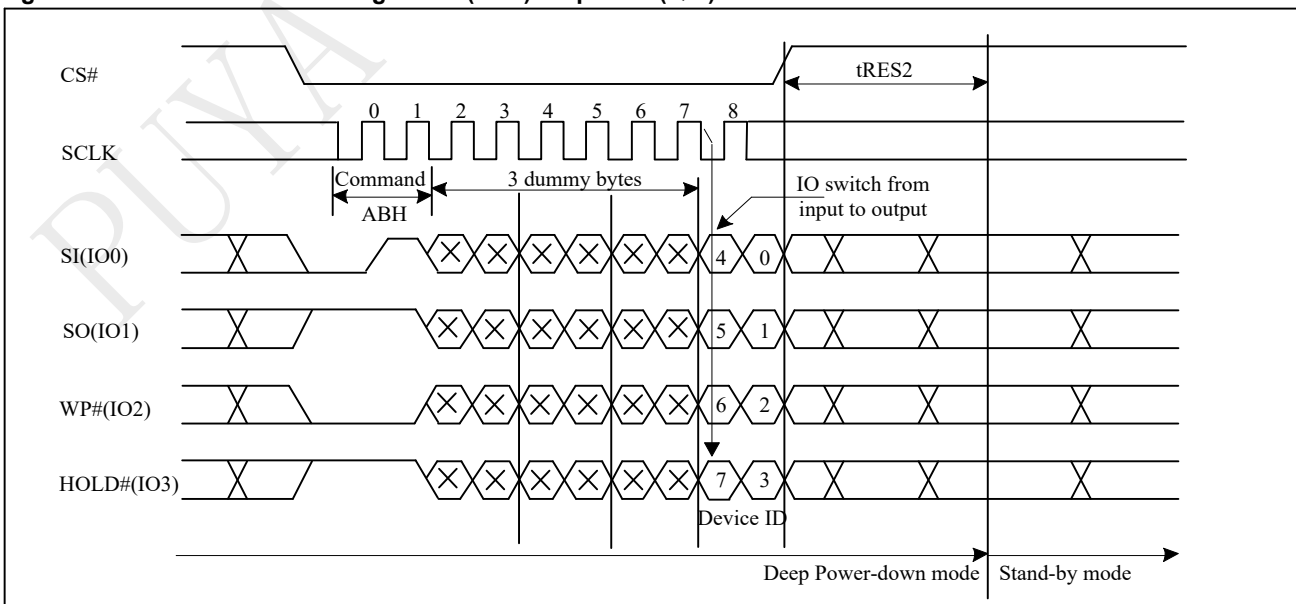 CS#
tRES2
0 1 2 3 4 5 6 7 8
SCLK
Command
3 dummy bytes
IO switch from
input to output
ABH
SI(IO0)
4 0
SO(IO1)
5 1
WP#(IO2)
6 2
HOLD#(IO3)
7 3
Device ID
Deep Power-down mode
Stand-by mode
PUYA